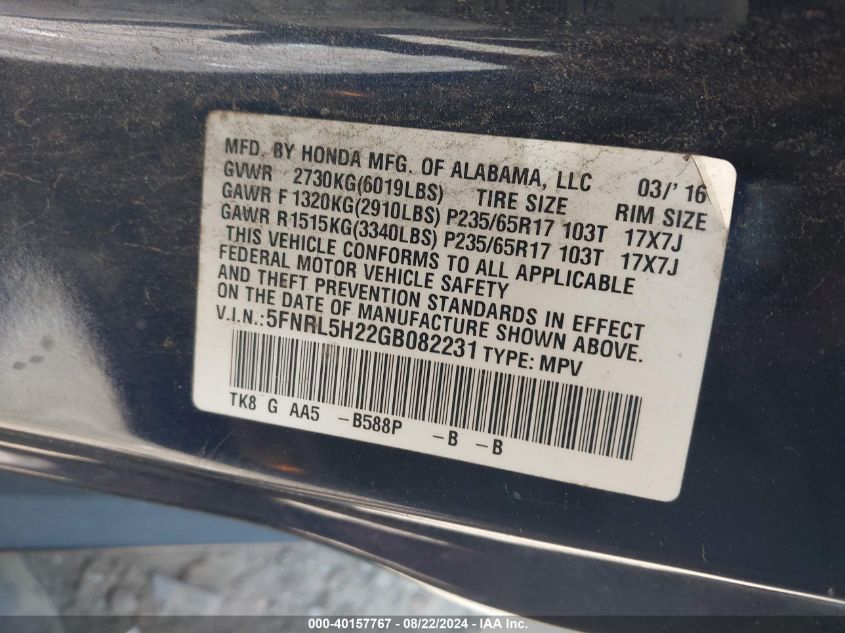 MFD. BY HONDA MFG. OF ALABAMA, LLC 03/' 16
GVWR 2730KG(6019LBS) TIRE SIZE RIM SIZE
GAWR F 1320KG(2910LBS) P235/65R17 103T 17X7J
GAWR R1515KG(3340LBS) P235/65R17 103T 17X7J
THIS VEHICLE CONFORMS TO ALL APPLICABLE
FEDERAL MOTOR VEHICLE SAFETY
AND THEFT PREVENTION STANDARDS IN EFFECT
ON THE DATE OF MANUFACTURE SHOWN ABOVE.
V.I.N.:5FNRL5H22GB082231 TYPE: MPV
TK8 G AA5 -B588P -B -B
000-40157767 - 08/22/2024 - IAA Inc.